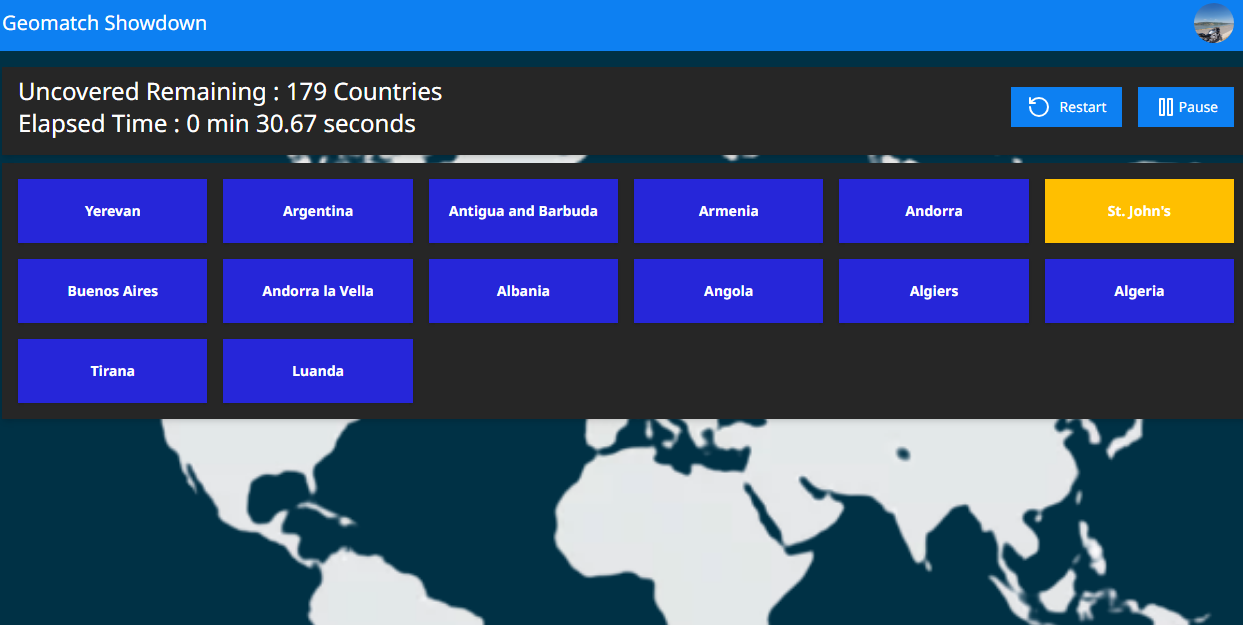 Geomatch Showdown
Uncovered Remaining : 179 Countries
Elapsed Time : 0 min 30.67 seconds
Restart
Pause
Yerevan
Argentina
Antigua and Barbuda
Armenia
Andorra
St. John's
Buenos Aires
Andorra la Vella
Albania
Angola
Algiers
Algeria
Tirana
Luanda